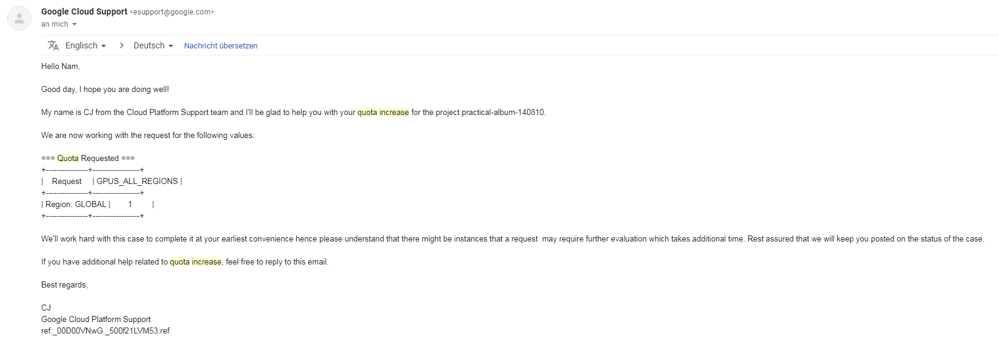 Google Cloud Support <esupport@google.com>
an mich
Englisch > Deutsch Nachricht übersetzen
Hello Nam,
Good day, I hope you are doing well!
My name is CJ from the Cloud Platform Support team and I'll be glad to help you with your quota increase for the project practical-album-140810.
We are now working with the request for the following values:
=== Quota Requested ===
+----------------+------------------+
| Request | GPUS_ALL_REGIONS |
+----------------+------------------+
| Region: GLOBAL | 1 |
+----------------+------------------+
We'll work hard with this case to complete it at your earliest convenience hence please understand that there might be instances that a request  may require further evaluation which takes additional time. Rest assured that we will keep you posted on the status of the case.
If you have additional help related to quota increase, feel free to reply to this email.
Best regards,
CJ
Google Cloud Platform Support
ref:_00D00VNwG._500f21LVM53:ref